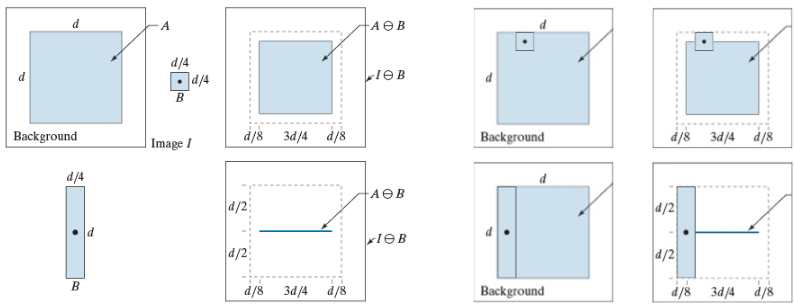 d
A
d
d/4
d/4
B
Background
Image I
A ⊖ B
I ⊖ B
d/8 3d/4 d/8
d
d
Background
d/8 3d/4 d/8
d/4
d
B
d/2
d/2
A ⊖ B
I ⊖ B
d/8 3d/4 d/8
d
d
Background
d/2
d/2
d/8 3d/4 d/8